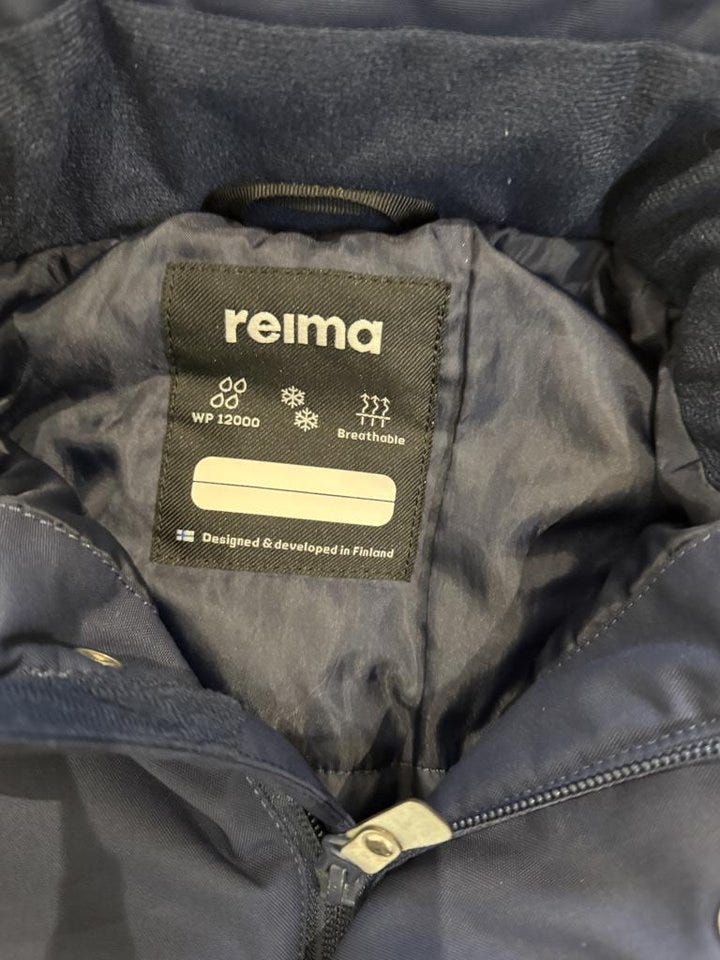 reima
WP 12000
Breathable
Designed & developed in Finland